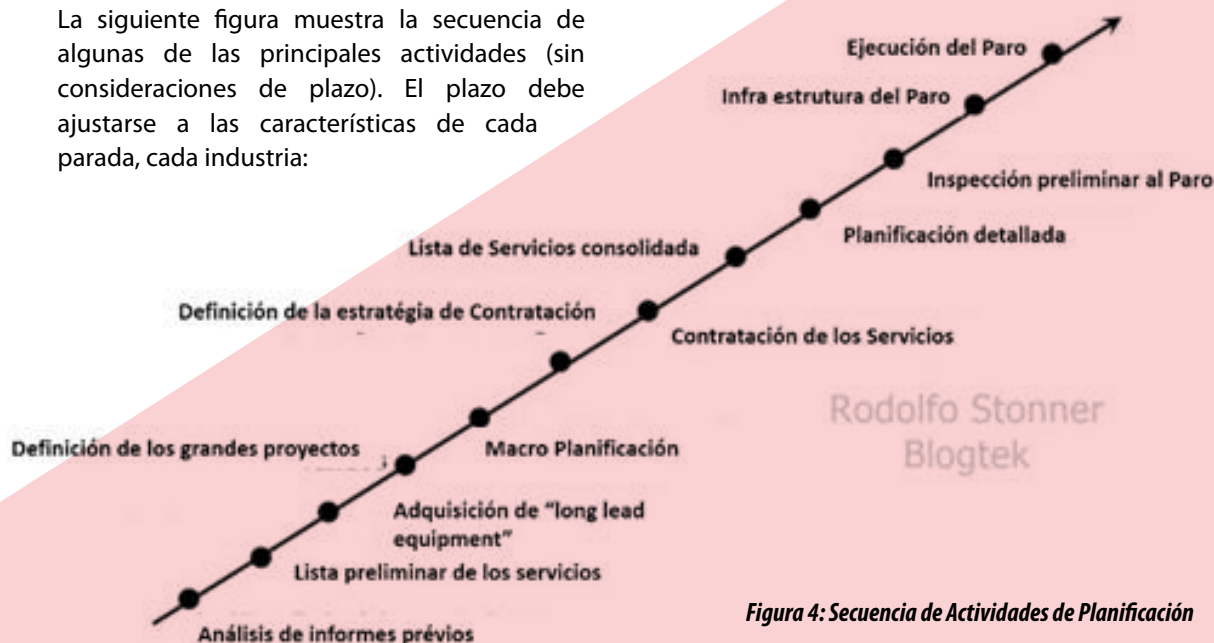 La siguiente figura muestra la secuencia de
algunas de las principales actividades (sin
consideraciones de plazo). El plazo debe
ajustarse a las características de cada
parada, cada industria:
Ejecución del Paro
Infra estrutura del Paro
Inspección preliminar al Paro
Planificación detallada
Lista de Servicios consolidada
Contratación de los Servicios
Definición de la estratégia de Contratación
Macro Planificación
Definición de los grandes proyectos
Adquisición de "long lead
equipment"
Lista preliminar de los servicios
Análisis de informes prévios
Rodolfo Stonner
Blogtek
Figura 4: Secuencia de Actividades de Planificación